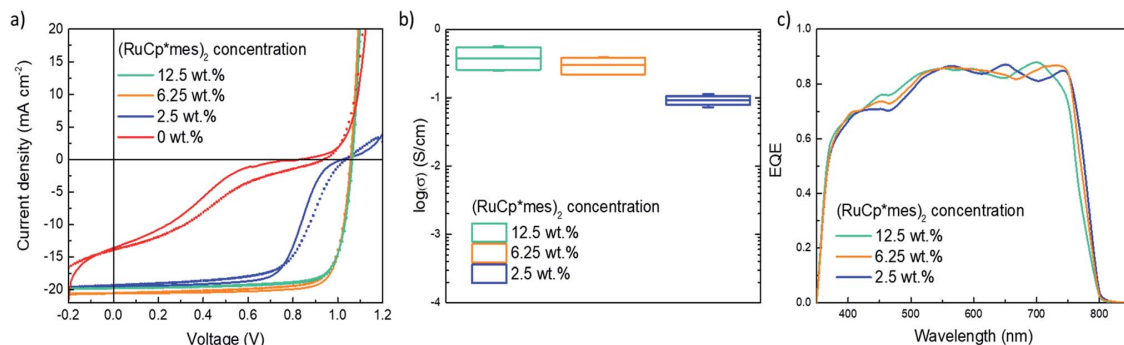 a)
Current density (mA cm-2)
20
15
10
5
0
-5
-10
-15
-20
(RuCp*mes)2 concentration
12.5 wt.%
6.25 wt.%
2.5 wt.%
0 wt.%
-0.2 0.0 0.2 0.4 0.6 0.8 1.0 1.2
Voltage (V)
b)
log(σ) (S/cm)
0
-1
-2
-3
-4
(RuCp*mes)2 concentration
12.5 wt.%
6.25 wt.%
2.5 wt.%
c)
EQE
1.0
0.8
0.6
0.4
0.2
0.0
(RuCp*mes)2 concentration
12.5 wt.%
6.25 wt.%
2.5 wt.%
400 500 600 700 800
Wavelength (nm)